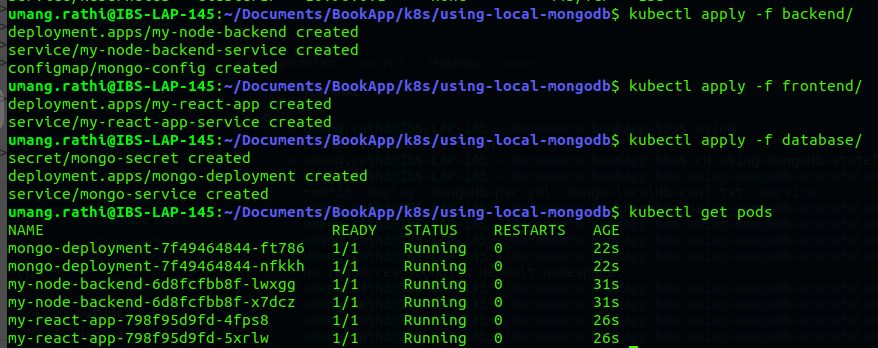 umang.rathi@IBS-LAP-145:~/Documents/BookApp/k8s/using-local-mongodb$ kubectl apply -f backend/
deployment.apps/my-node-backend created
service/my-node-backend-service created
configmap/mongo-config created
umang.rathi@IBS-LAP-145:~/Documents/BookApp/k8s/using-local-mongodb$ kubectl apply -f frontend/
deployment.apps/my-react-app created
service/my-react-app-service created
umang.rathi@IBS-LAP-145:~/Documents/BookApp/k8s/using-local-mongodb$ kubectl apply -f database/
secret/mongo-secret created
deployment.apps/mongo-deployment created
service/mongo-service created
umang.rathi@IBS-LAP-145:~/Documents/BookApp/k8s/using-local-mongodb$ kubectl get pods
NAME READY STATUS RESTARTS AGE
mongo-deployment-7f49464844-ft786 1/1 Running 0 22s
mongo-deployment-7f49464844-nfkkh 1/1 Running 0 22s
my-node-backend-6d8fcfbb8f-lwxgg 1/1 Running 0 31s
my-node-backend-6d8fcfbb8f-x7dcz 1/1 Running 0 31s
my-react-app-798f95d9fd-4fps8 1/1 Running 0 26s
my-react-app-798f95d9fd-5xrlw 1/1 Running 0 26s